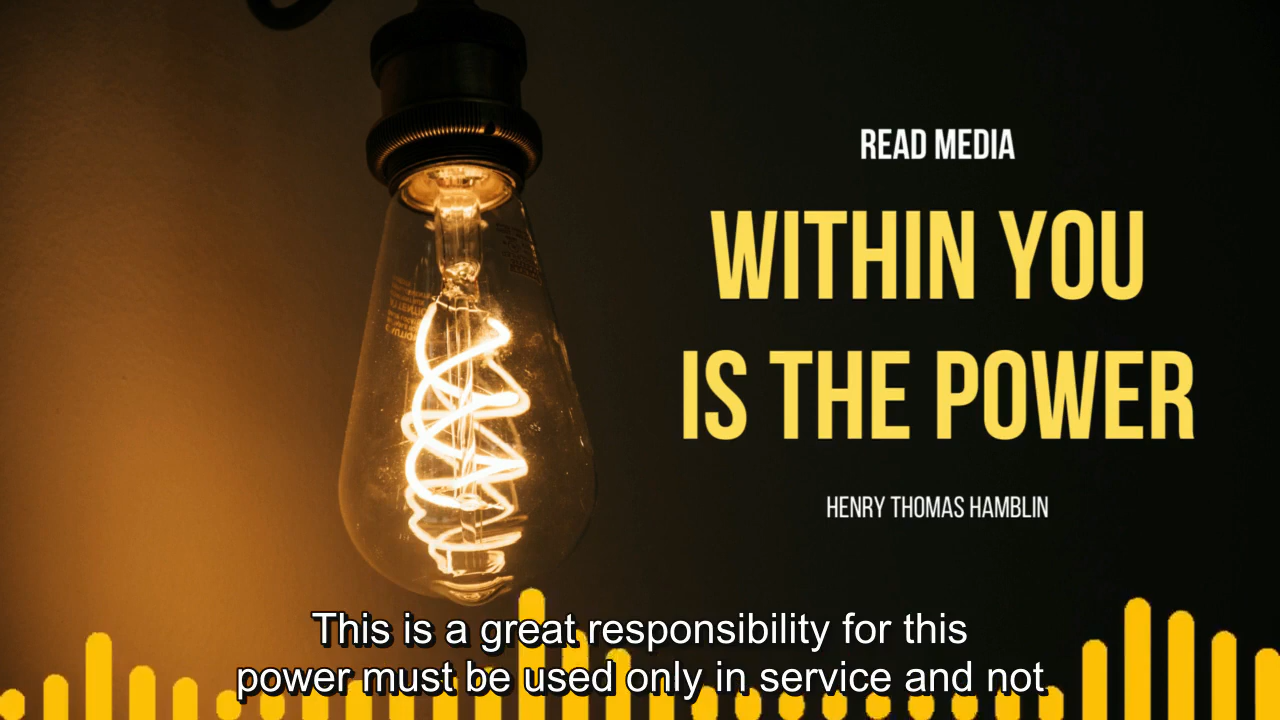 READ MEDIA
WITHIN YOU
IS THE POWER
HENRY THOMAS HAMBLIN
This is a great responsibility for this
power must be used only in service and not